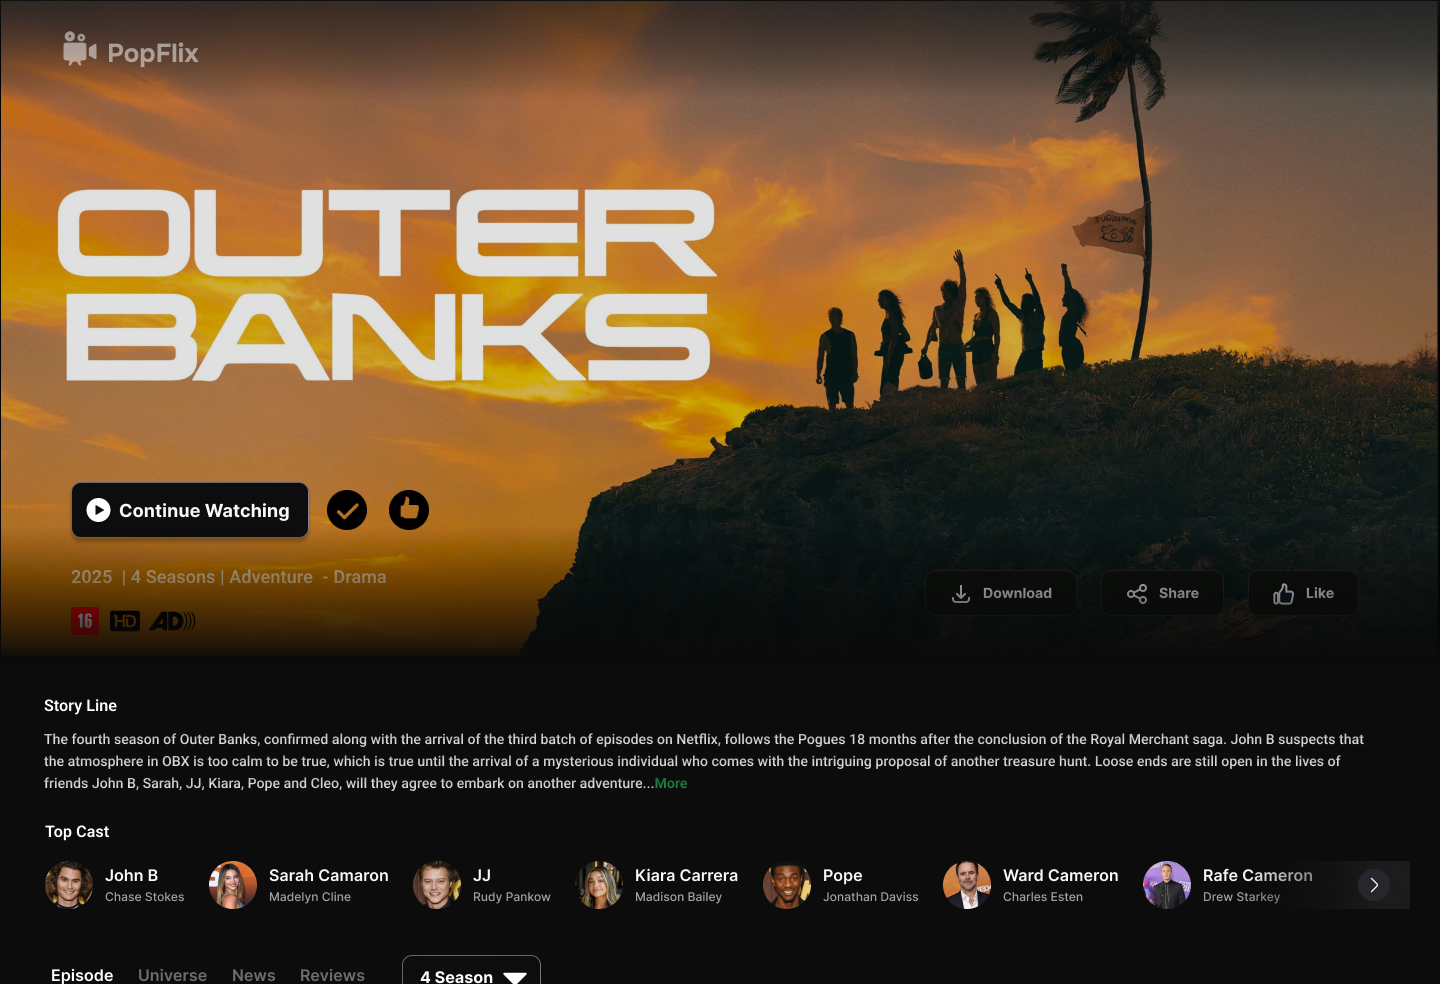 PopFlix
OUTER
BANKS
Continue Watching
2025 | 4 Seasons | Adventure - Drama
16 HD AD
Download
Share
Like
Story Line
The fourth season of Outer Banks, confirmed along with the arrival of the third batch of episodes on Netflix, follows the Pogues 18 months after the conclusion of the Royal Merchant saga. John B suspects that
the atmosphere in OBX is too calm to be true, which is true until the arrival of a mysterious individual who comes with the intriguing proposal of another treasure hunt. Loose ends are still open in the lives of
friends John B, Sarah, JJ, Kiara, Pope and Cleo, will they agree to embark on another adventure...More
Top Cast
John B
Chase Stokes
Sarah Camaron
Madelyn Cline
JJ
Rudy Pankow
Kiara Carrera
Madison Bailey
Pope
Jonathan Daviss
Ward Cameron
Charles Esten
Rafe Cameron
Drew Starkey
Episode
Universe
News
Reviews
4 Season